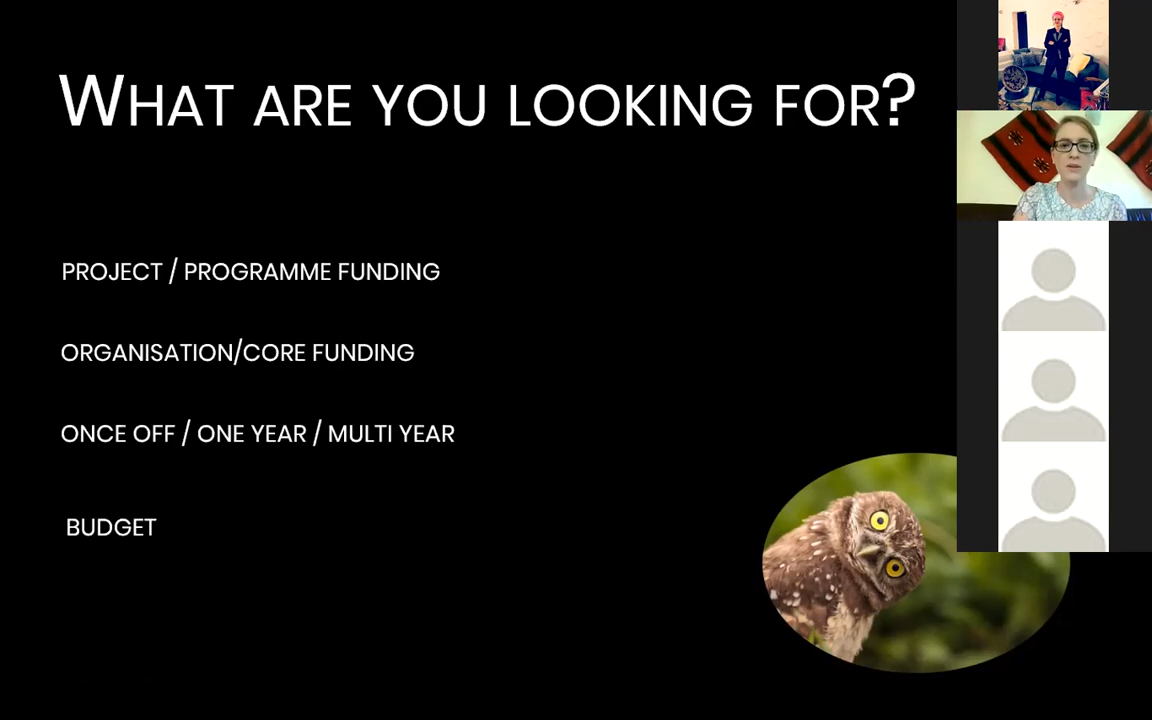 WHAT ARE YOU LOOKING FOR?
PROJECT / PROGRAMME FUNDING
ORGANISATION/CORE FUNDING
ONCE OFF / ONE YEAR / MULTI YEAR
BUDGET